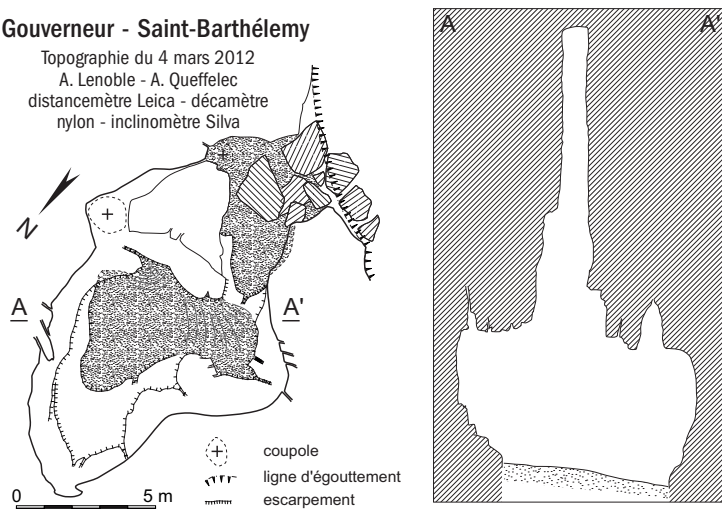 Gouverneur - Saint-Barthélemy
Topographie du 4 mars 2012
A. Lenoble - A. Queffelec
distancemètre Leica - décamètre
nylon - inclinomètre Silva
N
A
A'
coupole
ligne d'égouttement
escarpement
0 5 m
A
A'